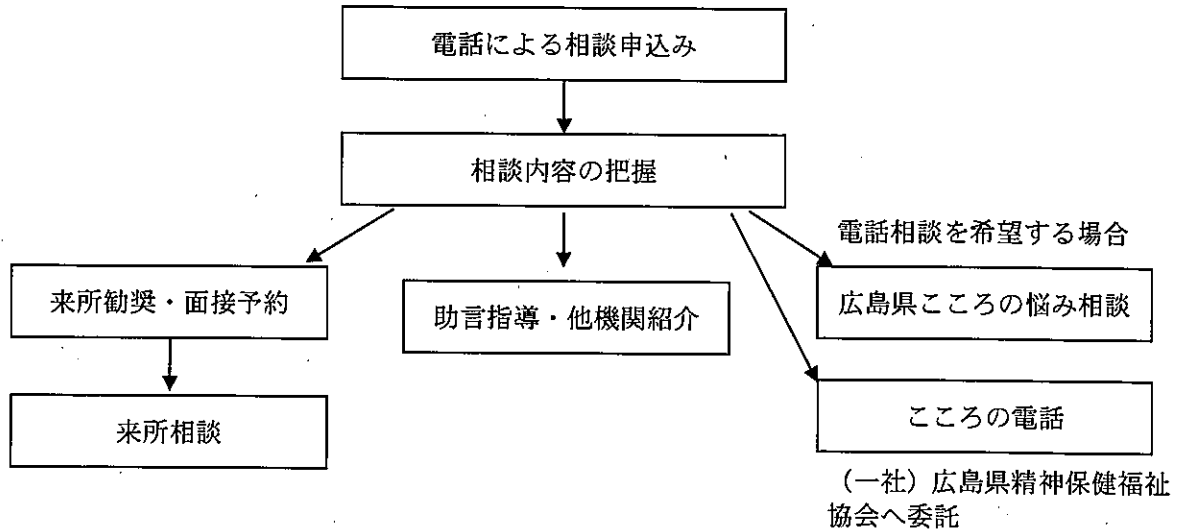 電話による相談申込み
相談内容の把握
電話相談を希望する場合
来所勧奨・面接予約
助言指導・他機関紹介
広島県こころの悩み相談
来所相談
こころの電話
（一社）広島県精神保健福祉
協会へ委託